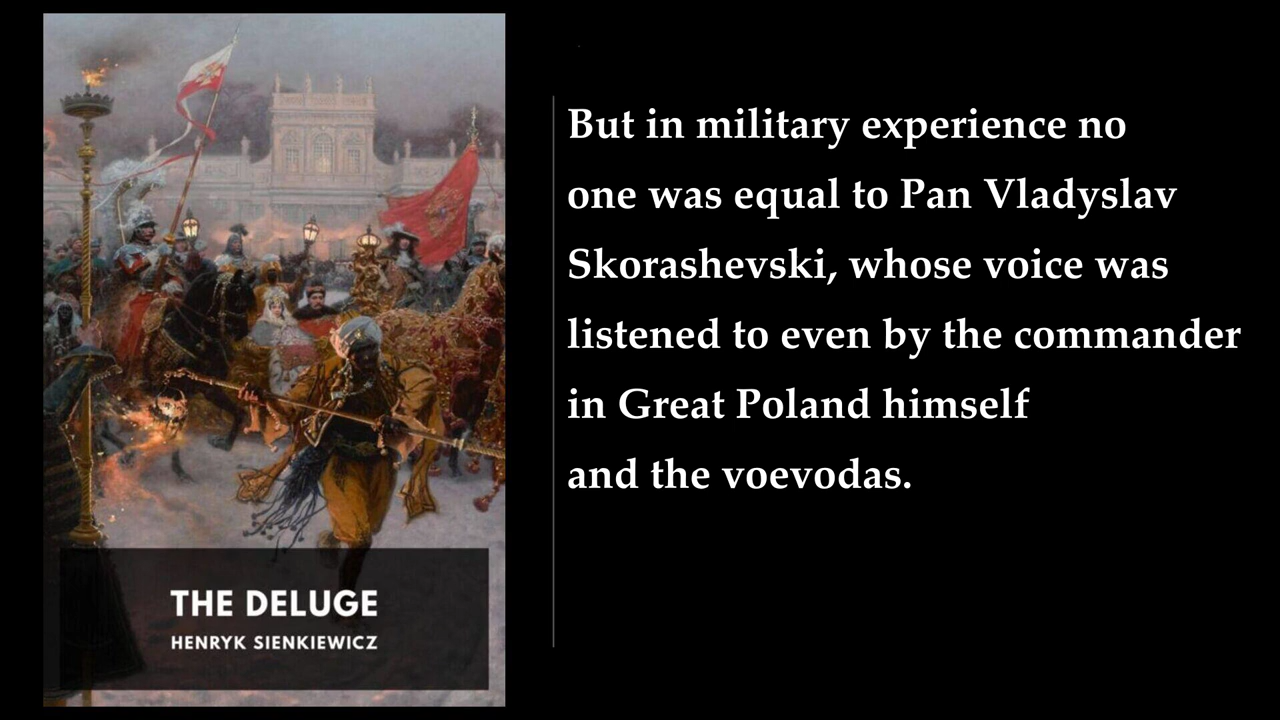 But in military experience no
one was equal to Pan Vladyslav
Skorashevski, whose voice was
listened to even by the commander
in Great Poland himself
and the voevodas.
THE DELUGE
HENRYK SIENKIEWICZ